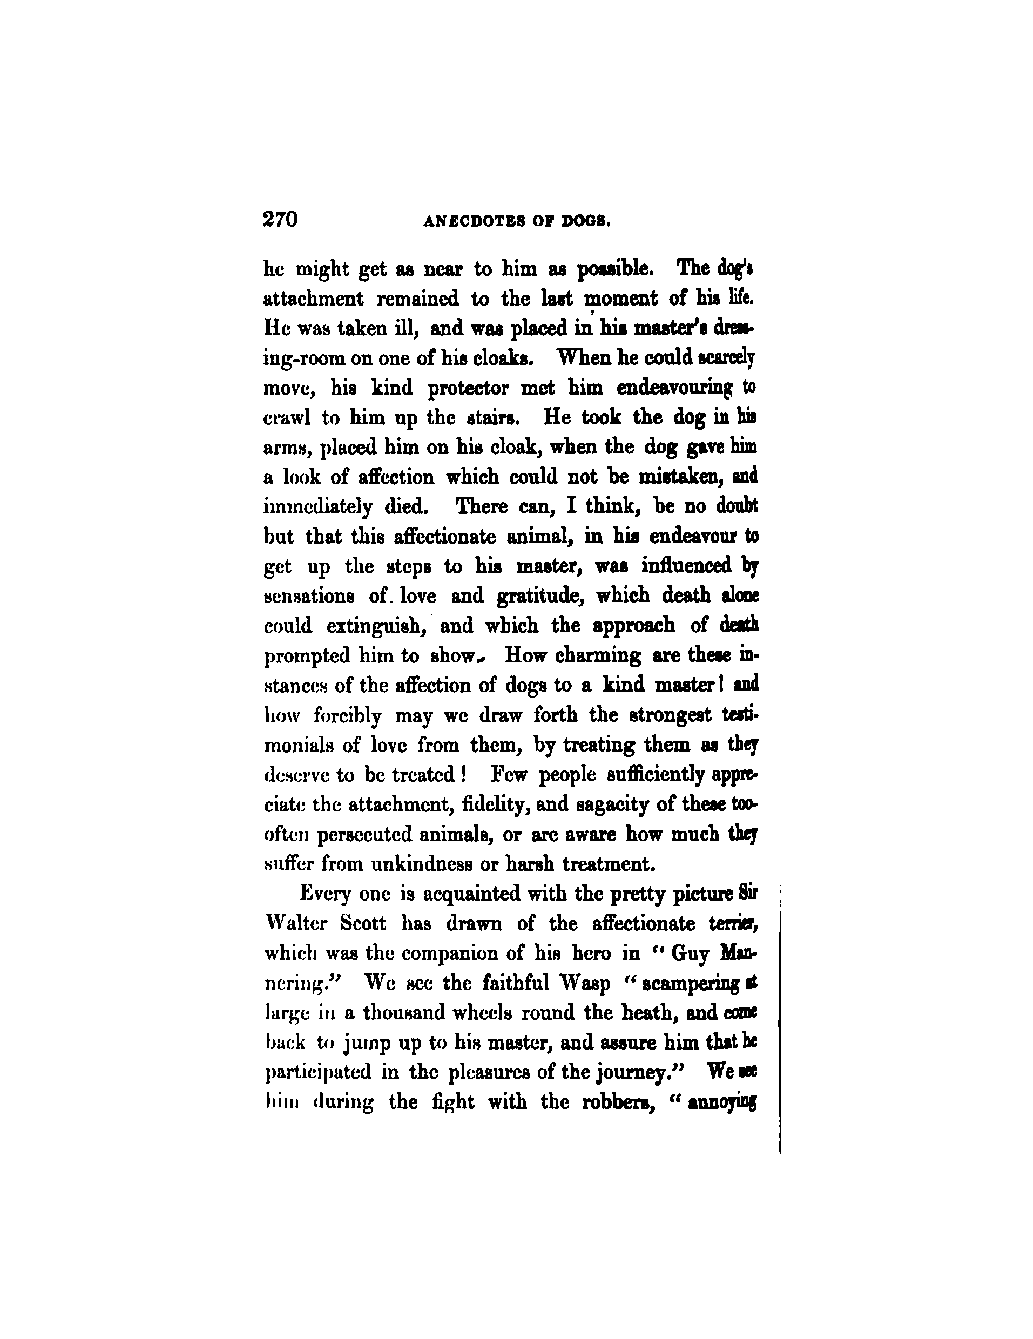 270 ANECDOTES OF DOGS.
he might get as near to him as possible. The dog's
attachment remained to the last moment of his life.
He was taken ill, and was placed in his master's dress-
ing-room on one of his cloaks. When he could scarcely
move, his kind protector met him endeavouring to
crawl to him up the stairs. He took the dog in his
arms, placed him on his cloak, when the dog gave him
a look of affection which could not be mistaken, and
immediately died. There can, I think, be no doubt
but that this affectionate animal, in his endeavour to
get up the steps to his master, was influenced by
sensations of love and gratitude, which death alone
could extinguish, and which the approach of death
prompted him to show. How charming are these in-
stances of the affection of dogs to a kind master! and
how forcibly may we draw forth the strongest testi-
monials of love from them, by treating them as they
deserve to be treated! Few people sufficiently appre-
ciate the attachment, fidelity, and sagacity of these too-
often persecuted animals, or are aware how much they
suffer from unkindness or harsh treatment.
Every one is acquainted with the pretty picture Sir
Walter Scott has drawn of the affectionate terrier,
which was the companion of his hero in “ Guy Man-
nering.” We see the faithful Wasp “ scampering at
large in a thousand wheels round the heath, and come
back to jump up to his master, and assure him that he
participated in the pleasures of the journey.” We see
him during the fight with the robbers, “ annoying